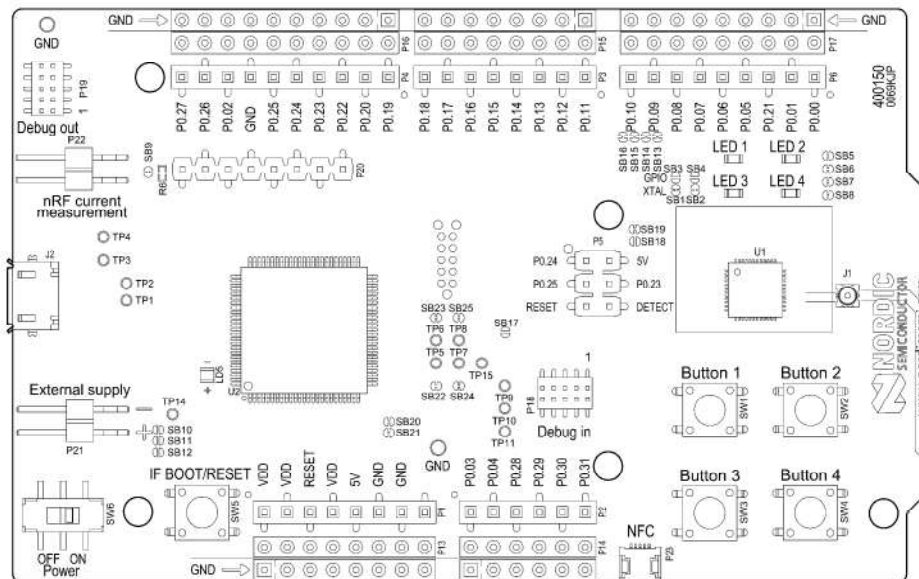 GND
GND
GND
P16
P15
P17
P19
1
Debug out
P22
P4
P3
P6
400150
0069KJP
P0.27
P0.26
P0.02
GND
P0.25
P0.24
P0.23
P0.22
P0.20
P0.19
P0.18
P0.17
P0.16
P0.15
P0.14
P0.13
P0.12
P0.11
P0.10
P0.09
P0.08
P0.07
P0.06
P0.05
P0.21
P0.01
P0.00
SB9
R6
P20
SB16
SB15
SB14
SB13
LED 1
LED 2
SB5
SB6
SB7
SB8
SB3
SB4
GPIO
XTAL
SB1
SB2
LED 3
LED 4
nRF current
measurement
TP4
TP3
TP2
TP1
J2
SB19
SB18
P5
P0.24
5V
P0.25
P0.23
RESET
DETECT
U1
J1
NORDIC
SEMICONDUCTOR
SB23
SB25
TP6
TP8
TP5
TP7
SB17
TP15
SB22
SB24
- LD5 +
U2
External supply
TP14
SB10
SB11
SB12
P21
SB20
SB21
TP9
TP10
TP11
1
P18
Debug in
Button 1
Button 2
SW1
SW2
GND
IF BOOT/RESET
SW5
VDD
VDD
RESET
VDD
5V
GND
GND
P1
P0.03
P0.04
P0.28
P0.29
P0.30
P0.31
P2
Button 3
Button 4
SW3
SW4
SW6
OFF ON
Power
P13
P14
GND
NFC
P23